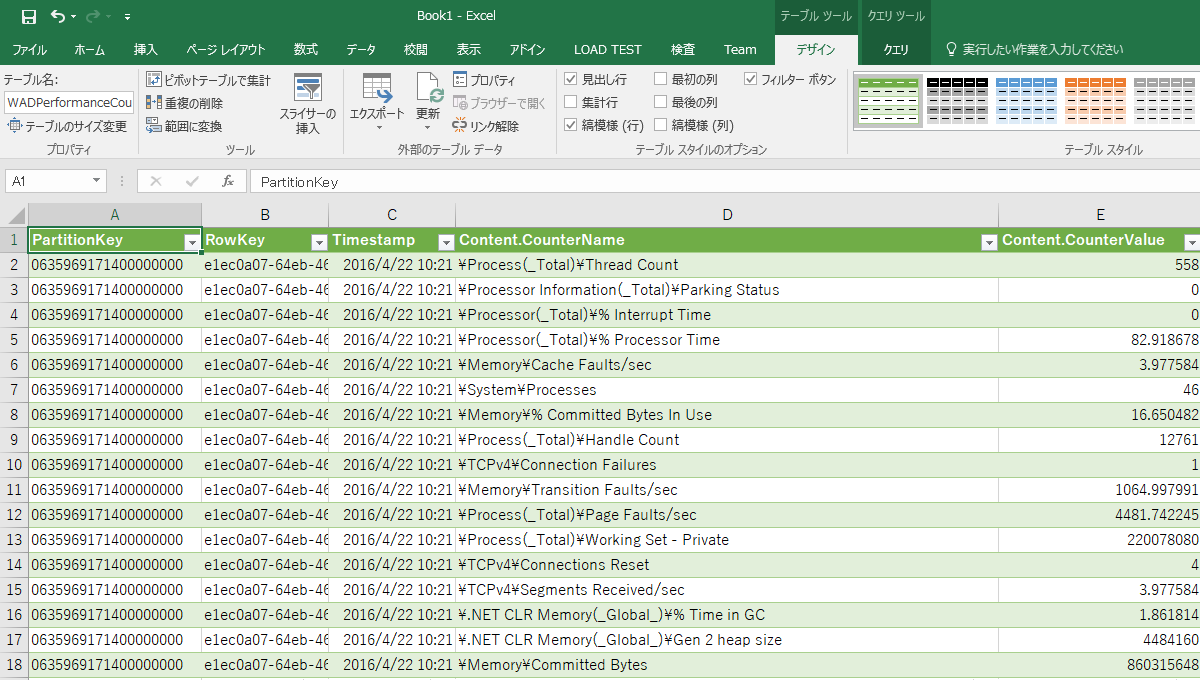 Book1 - Excel
テーブル ツール クエリ ツール
ファイル ホーム 挿入 ページ レイアウト 数式 データ 校閲 表示 アドイン LOAD TEST 検査 Team デザイン クエリ 実行したい作業を入力してください
テーブル名:
WADPerformanceCou
テーブルのサイズ変更
プロパティ
ピボットテーブルで集計
重複の削除
範囲に変換
スライサーの
挿入
ツール
エクスポート
更新
プロパティ
ブラウザーで開く
リンク解除
外部のテーブル データ
見出し行 最初の列 フィルター ボタン
集計行 最後の列
縞模様 (行) 縞模様 (列)
テーブル スタイルのオプション
テーブル スタイル
A1 fx PartitionKey
A B C D E
1 PartitionKey RowKey Timestamp Content.CounterName Content.CounterValue
2 0635969171400000000 e1ec0a07-64eb-46 2016/4/22 10:21 ¥Process(_Total)¥Thread Count 558
3 0635969171400000000 e1ec0a07-64eb-46 2016/4/22 10:21 ¥Processor Information(_Total)¥Parking Status 0
4 0635969171400000000 e1ec0a07-64eb-46 2016/4/22 10:21 ¥Processor(_Total)¥% Interrupt Time 0
5 0635969171400000000 e1ec0a07-64eb-46 2016/4/22 10:21 ¥Processor(_Total)¥% Processor Time 82.918678
6 0635969171400000000 e1ec0a07-64eb-46 2016/4/22 10:21 ¥Memory¥Cache Faults/sec 3.977584
7 0635969171400000000 e1ec0a07-64eb-46 2016/4/22 10:21 ¥System¥Processes 46
8 0635969171400000000 e1ec0a07-64eb-46 2016/4/22 10:21 ¥Memory¥% Committed Bytes In Use 16.650482
9 0635969171400000000 e1ec0a07-64eb-46 2016/4/22 10:21 ¥Process(_Total)¥Handle Count 12761
10 0635969171400000000 e1ec0a07-64eb-46 2016/4/22 10:21 ¥TCPv4¥Connection Failures 1
11 0635969171400000000 e1ec0a07-64eb-46 2016/4/22 10:21 ¥Memory¥Transition Faults/sec 1064.997991
12 0635969171400000000 e1ec0a07-64eb-46 2016/4/22 10:21 ¥Process(_Total)¥Page Faults/sec 4481.742245
13 0635969171400000000 e1ec0a07-64eb-46 2016/4/22 10:21 ¥Process(_Total)¥Working Set - Private 220078080
14 0635969171400000000 e1ec0a07-64eb-46 2016/4/22 10:21 ¥TCPv4¥Connections Reset 4
15 0635969171400000000 e1ec0a07-64eb-46 2016/4/22 10:21 ¥TCPv4¥Segments Received/sec 3.977584
16 0635969171400000000 e1ec0a07-64eb-46 2016/4/22 10:21 ¥.NET CLR Memory(_Global_)¥% Time in GC 1.861814
17 0635969171400000000 e1ec0a07-64eb-46 2016/4/22 10:21 ¥.NET CLR Memory(_Global_)¥Gen 2 heap size 4484160
18 0635969171400000000 e1ec0a07-64eb-46 2016/4/22 10:21 ¥Memory¥Committed Bytes 860315648